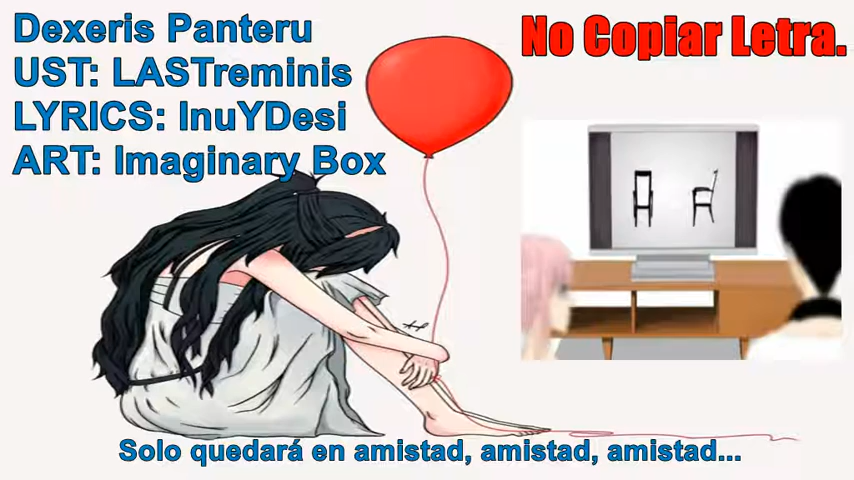 Dexeris Panteru
UST: LASTreminis
LYRICS: InuYDesi
ART: Imaginary Box
No Copiar Letra.
Solo quedará en amistad, amistad, amistad...